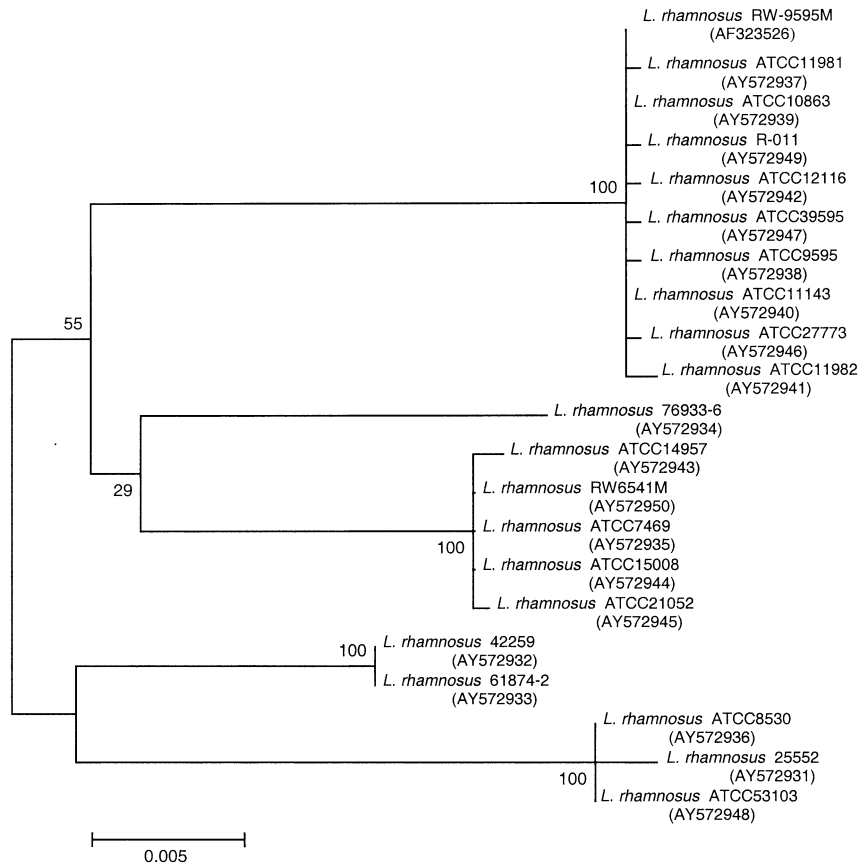 L. rhamnosus RW-9595M
(AF323526)
L. rhamnosus ATCC11981
(AY572937)
L. rhamnosus ATCC10863
(AY572939)
L. rhamnosus R-011
(AY572949)
100
L. rhamnosus ATCC12116
(AY572942)
L. rhamnosus ATCC39595
(AY572947)
L. rhamnosus ATCC9595
(AY572938)
L. rhamnosus ATCC11143
(AY572940)
55
L. rhamnosus ATCC27773
(AY572946)
L. rhamnosus ATCC11982
(AY572941)
L. rhamnosus 76933-6
(AY572934)
L. rhamnosus ATCC14957
(AY572943)
29
L. rhamnosus RW6541M
(AY572950)
L. rhamnosus ATCC7469
(AY572935)
100
L. rhamnosus ATCC15008
(AY572944)
L. rhamnosus ATCC21052
(AY572945)
100
L. rhamnosus 42259
(AY572932)
L. rhamnosus 61874-2
(AY572933)
L. rhamnosus ATCC8530
(AY572936)
L. rhamnosus 25552
(AY572931)
100
L. rhamnosus ATCC53103
(AY572948)
0.005